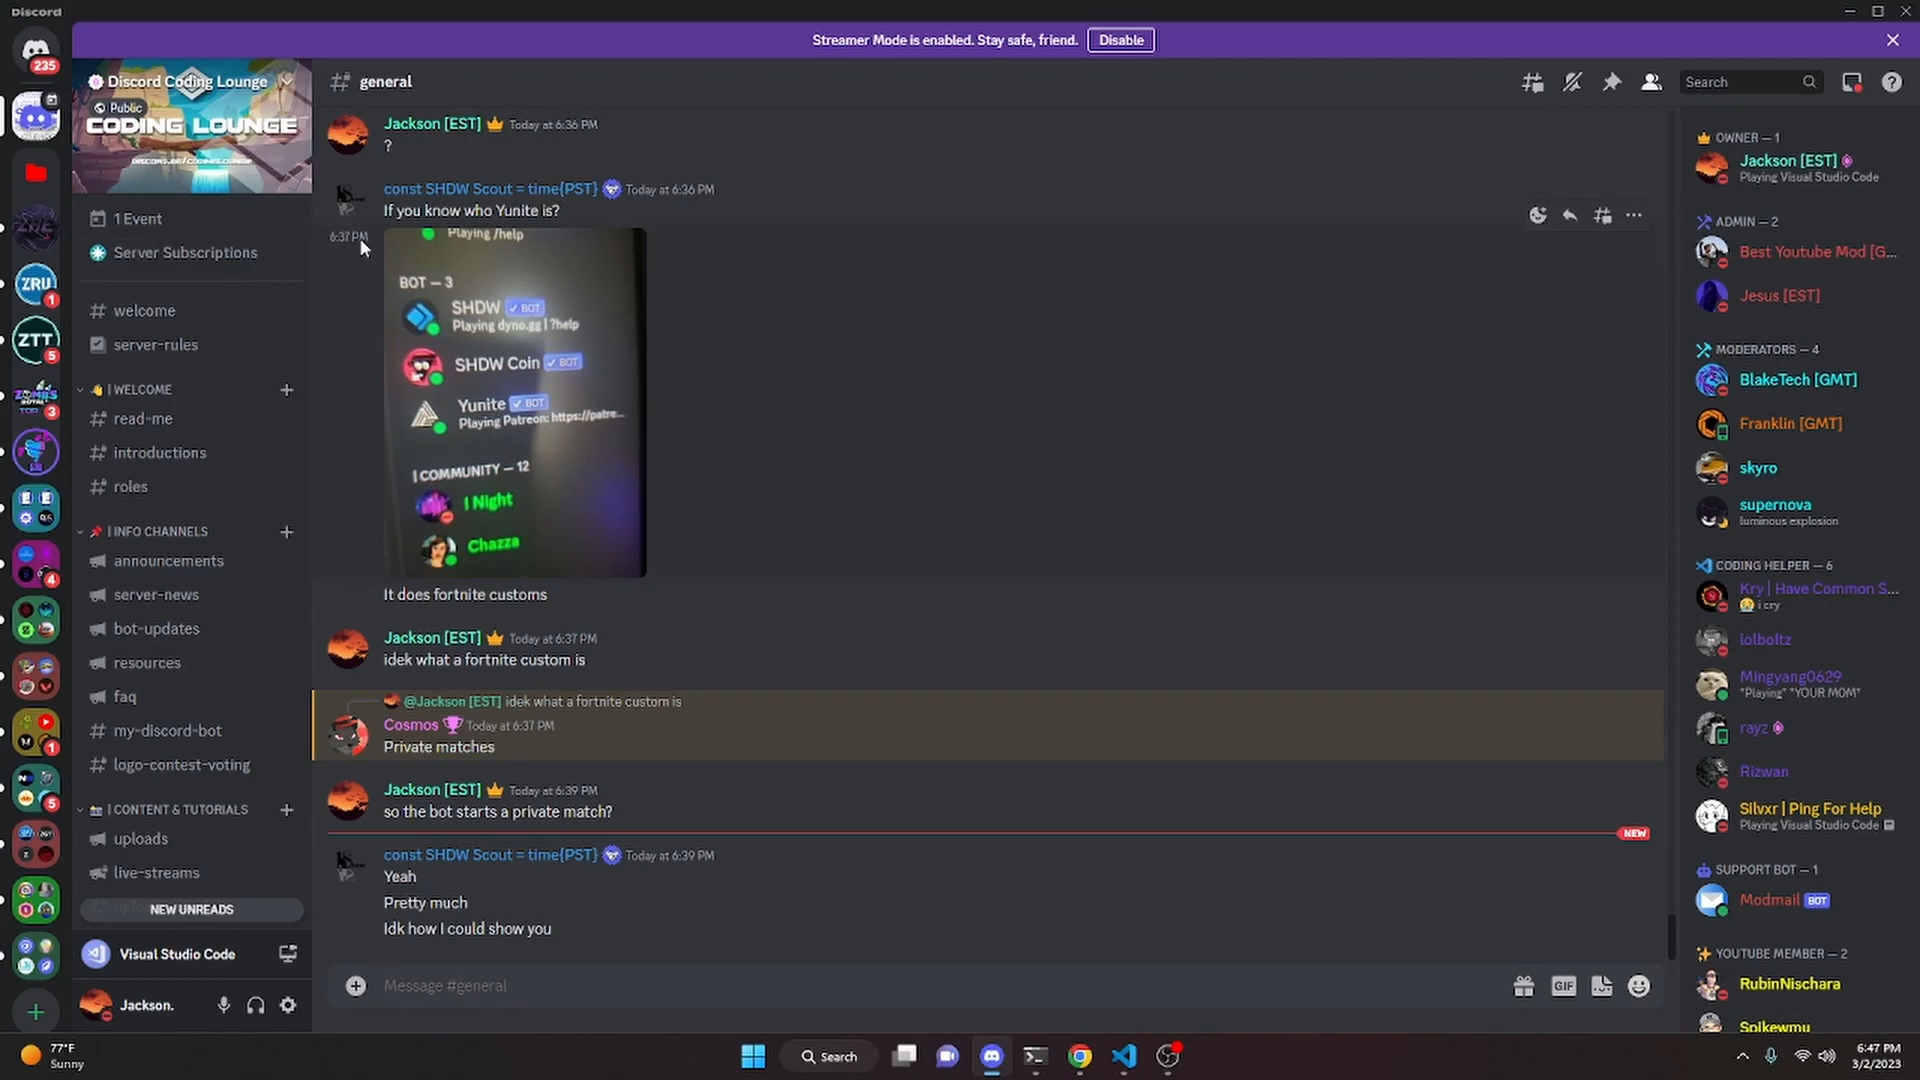 Discord
Streamer Mode is enabled. Stay safe, friend.
Disable
235
ZRU
1
ZTT
5
ZOMBS
ROYAL
TOP
3
4
1
5
Discord Coding Lounge
Public
CODING LOUNGE
1 Event
Server Subscriptions
welcome
server-rules
| WELCOME
read-me
introductions
roles
| INFO CHANNELS
announcements
server-news
bot-updates
resources
faq
my-discord-bot
logo-contest-voting
| CONTENT & TUTORIALS
uploads
live-streams
NEW UNREADS
Visual Studio Code
Jackson.
general
Search
Jackson [EST] Today at 6:36 PM
?
const SHDW Scout = time{PST} Today at 6:36 PM
If you know who Yunite is?
6:37 PM
Playing /help
BOT — 3
SHDW BOT
Playing dyno.gg | ?help
SHDW Coin BOT
Yunite BOT
Playing Patreon: https://patre...
| COMMUNITY — 12
I Night
Chazza
It does fortnite customs
Jackson [EST] Today at 6:37 PM
idek what a fortnite custom is
@Jackson [EST] idek what a fortnite custom is
Cosmos Today at 6:37 PM
Private matches
Jackson [EST] Today at 6:39 PM
so the bot starts a private match?
NEW
const SHDW Scout = time{PST} Today at 6:39 PM
Yeah
Pretty much
Idk how I could show you
Message #general
GIF
OWNER — 1
Jackson [EST]
Playing Visual Studio Code
ADMIN — 2
Best Youtube Mod [G...
Jesus [EST]
MODERATORS — 4
BlakeTech [GMT]
Franklin [GMT]
skyro
supernova
luminous explosion
CODING HELPER — 6
Kry | Have Common S...
i cry
lolboltz
Mingyang0629
*Playing* *YOUR MOM*
rayz
Rizwan
Silvxr | Ping For Help
Playing Visual Studio Code
SUPPORT BOT — 1
Modmail BOT
YOUTUBE MEMBER — 2
RubinNischara
Spikewmu
77°F
Sunny
Search
6:47 PM
3/2/2023